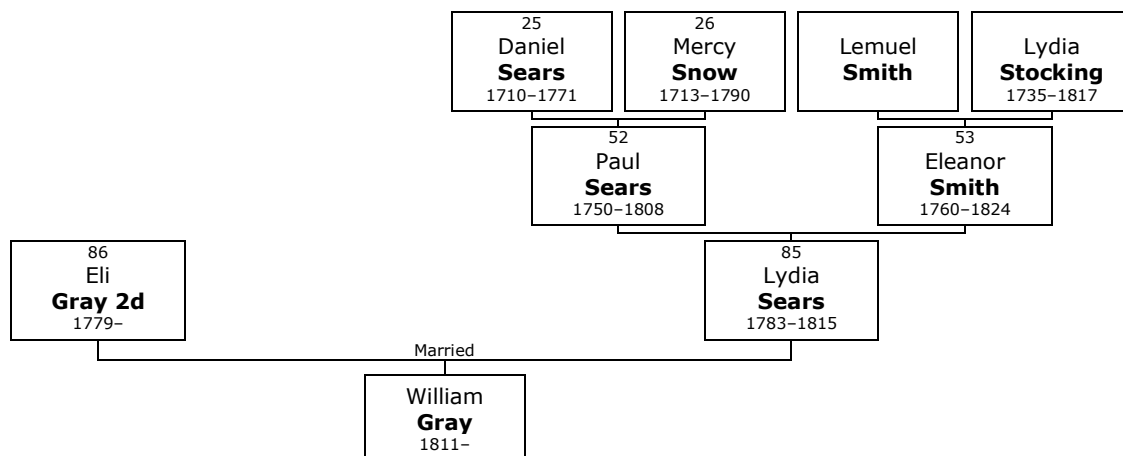 25
Daniel
Sears
1710–1771
26
Mercy
Snow
1713–1790
Lemuel
Smith
Lydia
Stocking
1735–1817
52
Paul
Sears
1750–1808
53
Eleanor
Smith
1760–1824
86
Eli
Gray 2d
1779–
85
Lydia
Sears
1783–1815
Married
William
Gray
1811–